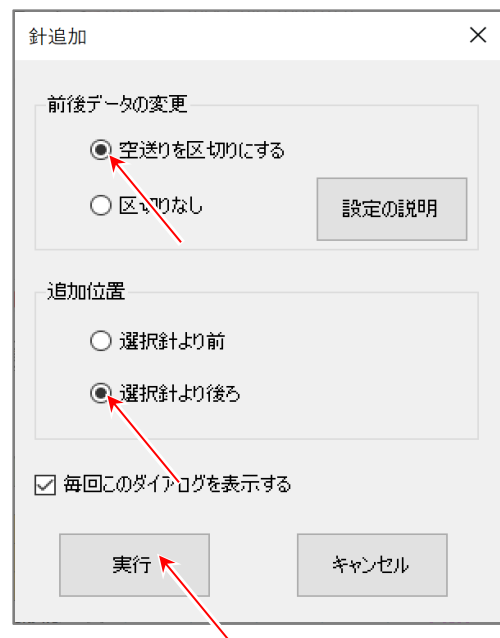 針追加
前後データの変更
空送りを区切りにする
区切りなし
設定の説明
追加位置
選択針より前
選択針より後ろ
毎回このダイアログを表示する
実行
キャンセル